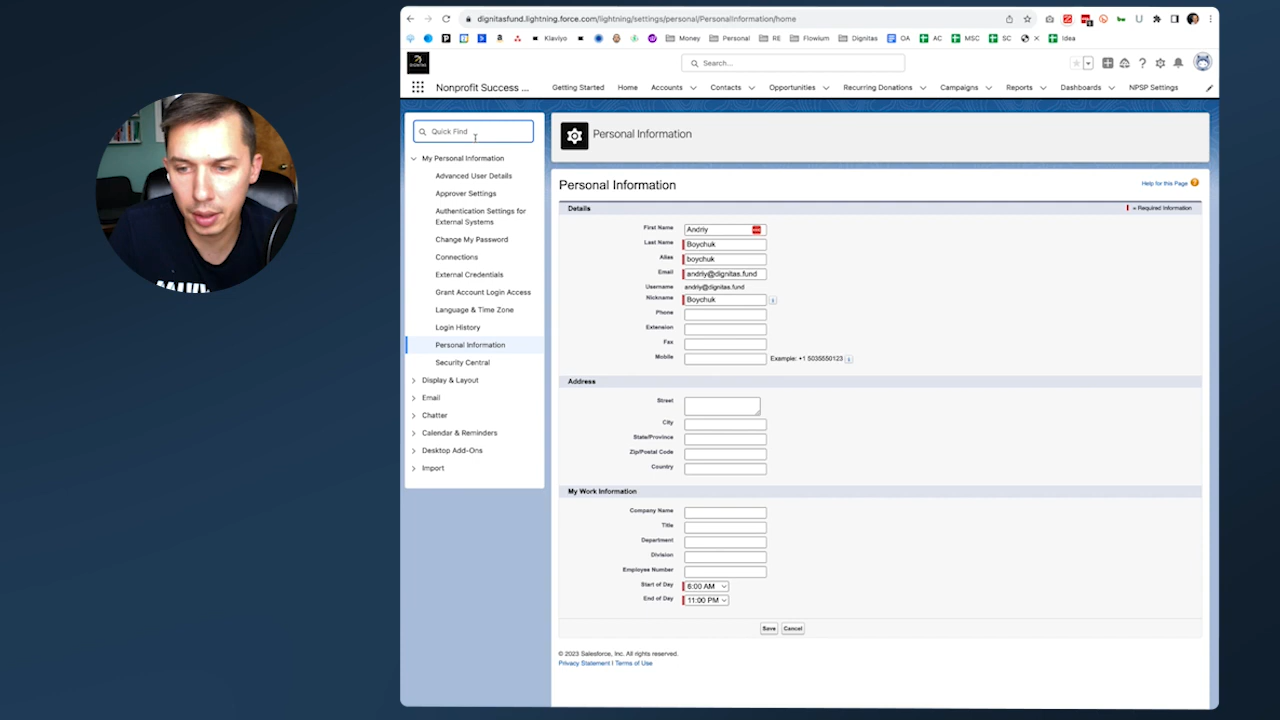 dignitasfund.lightning.force.com/lightning/settings/personal/PersonalInformation/home
Klaviyo Money Personal RE Flowium Dignitas OA AC MSC SC Idea
Search...
Nonprofit Success ... Getting Started Home Accounts Contacts Opportunities Recurring Donations Campaigns Reports Dashboards NPSP Settings
Quick Find
My Personal Information
Advanced User Details
Approver Settings
Authentication Settings for
External Systems
Change My Password
Connections
External Credentials
Grant Account Login Access
Language & Time Zone
Login History
Personal Information
Security Central
Display & Layout
Email
Chatter
Calendar & Reminders
Desktop Add-Ons
Import
Personal Information
Personal Information
Help for this Page
Details
= Required Information
First Name Andriy
Last Name Boychuk
Alias boychuk
Email andriy@dignitas.fund
Username andriy@dignitas.fund
Nickname Boychuk
Phone
Extension
Fax
Mobile Example: +1 5035550123
Address
Street
City
State/Province
Zip/Postal Code
Country
My Work Information
Company Name
Title
Department
Division
Employee Number
Start of Day 6:00 AM
End of Day 11:00 PM
Save Cancel
© 2023 Salesforce, Inc. All rights reserved.
Privacy Statement | Terms of Use